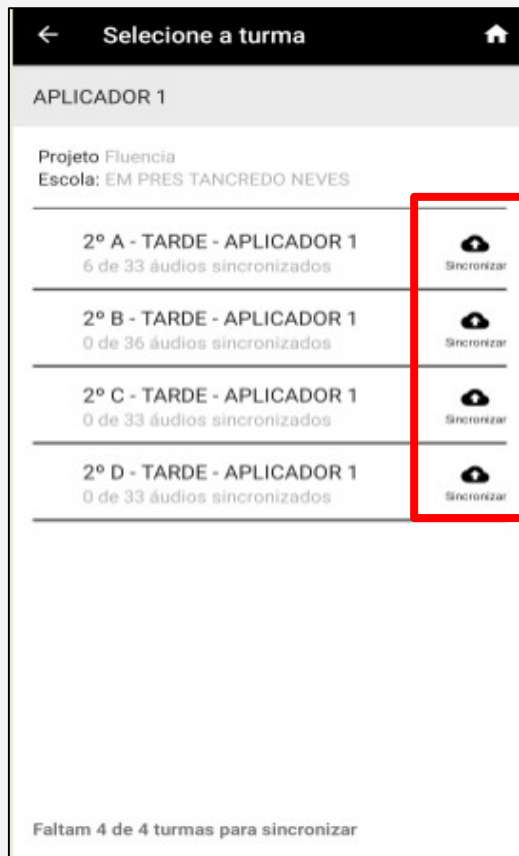 Selecione a turma
APLICADOR 1
Projeto Fluencia
Escola: EM PRES TANCREDO NEVES
2º A - TARDE - APLICADOR 1
6 de 33 áudios sincronizados
Sincronizar
2º B - TARDE - APLICADOR 1
0 de 36 áudios sincronizados
Sincronizar
2º C - TARDE - APLICADOR 1
0 de 33 áudios sincronizados
Sincronizar
2º D - TARDE - APLICADOR 1
0 de 33 áudios sincronizados
Sincronizar
Faltam 4 de 4 turmas para sincronizar